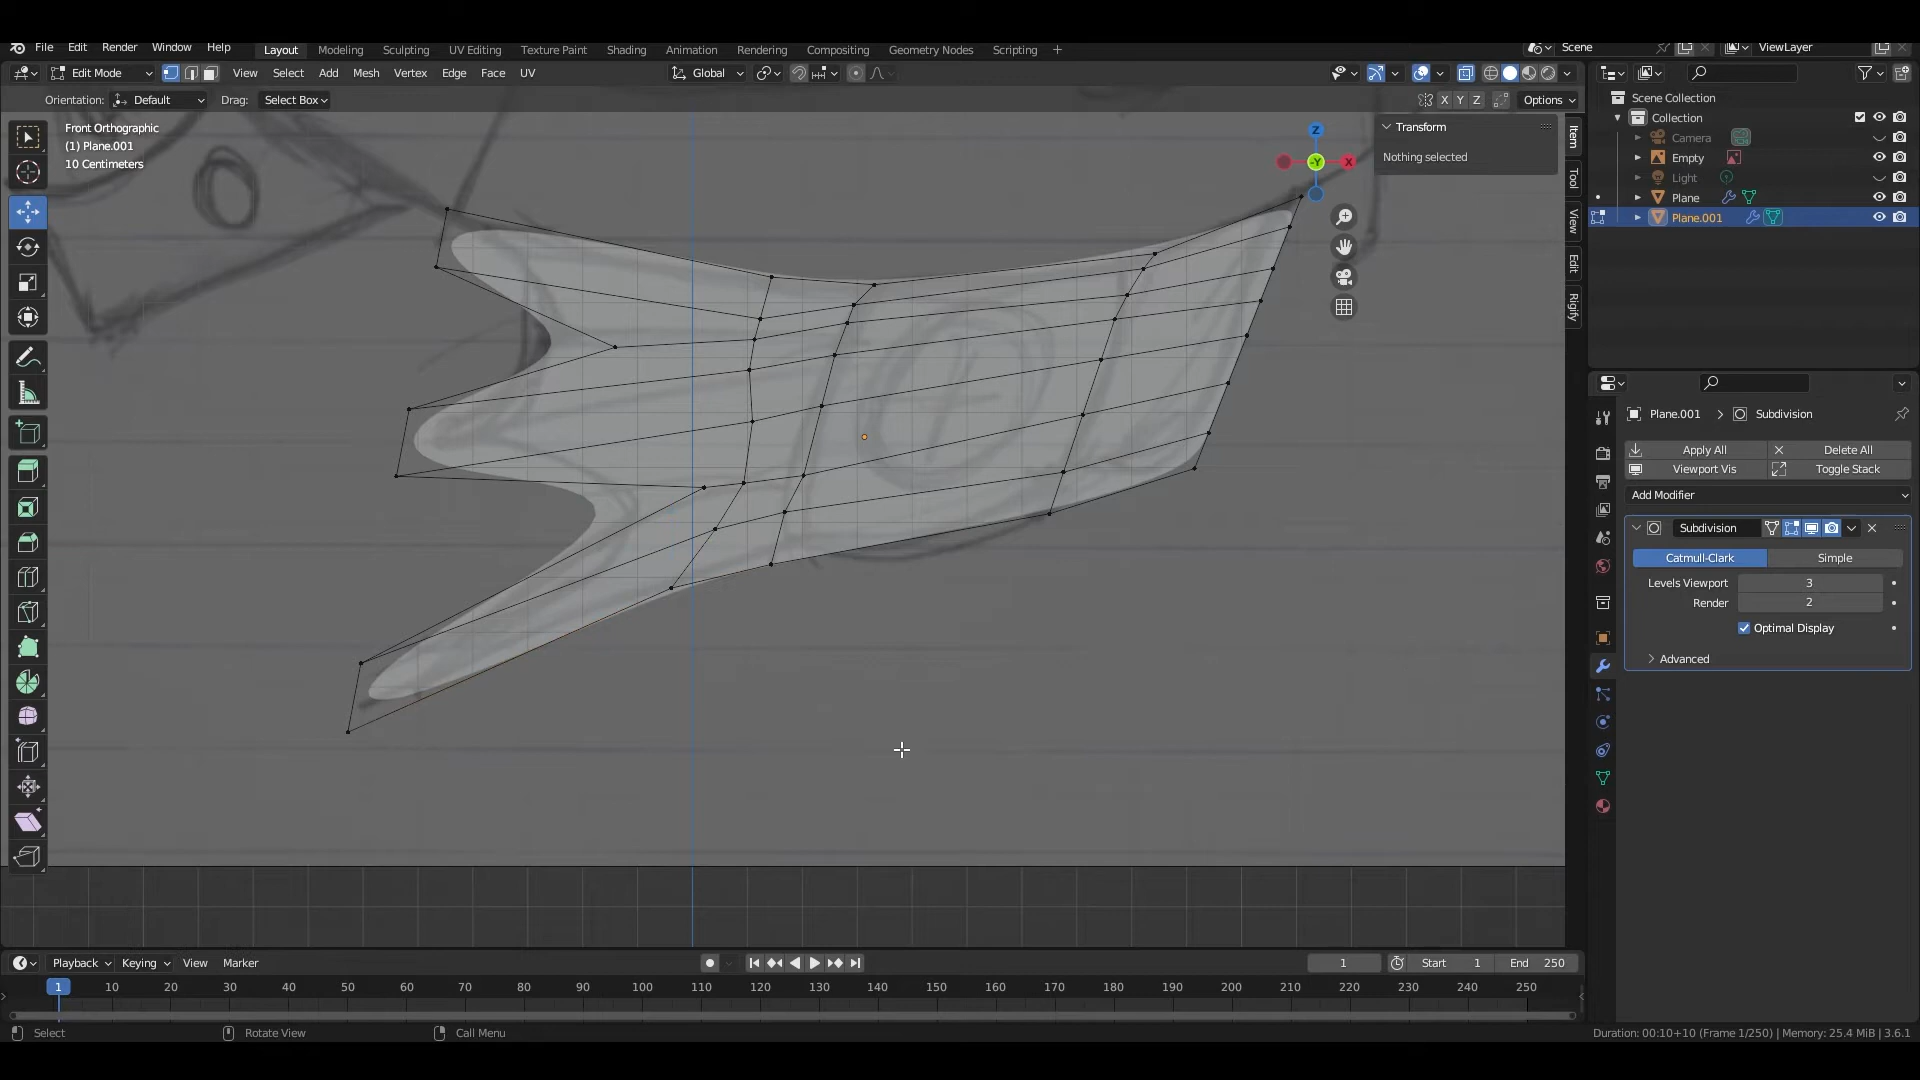 File Edit Render Window Help Layout Modeling Sculpting UV Editing Texture Paint Shading Animation Rendering Compositing Geometry Nodes Scripting + Scene ViewLayer
Edit Mode View Select Add Mesh Vertex Edge Face UV Global
Orientation: Default Drag: Select Box X Y Z Options
Scene Collection
Collection
Camera
Empty
Light
Plane
Plane.001
Front Orthographic
(1) Plane.001
10 Centimeters
Transform
Nothing selected
Z
-Y X
Item
Tool
View
Edit
Rigify
Plane.001 > Subdivision
Apply All Delete All
Viewport Vis Toggle Stack
Add Modifier
Subdivision
Catmull-Clark Simple
Levels Viewport 3
Render 2
Optimal Display
Advanced
Playback Keying View Marker 1 Start 1 End 250
1 10 20 30 40 50 60 70 80 90 100 110 120 130 140 150 160 170 180 190 200 210 220 230 240 250
Select Rotate View Call Menu Duration: 00:10+10 (Frame 1/250) | Memory: 25.4 MiB | 3.6.1